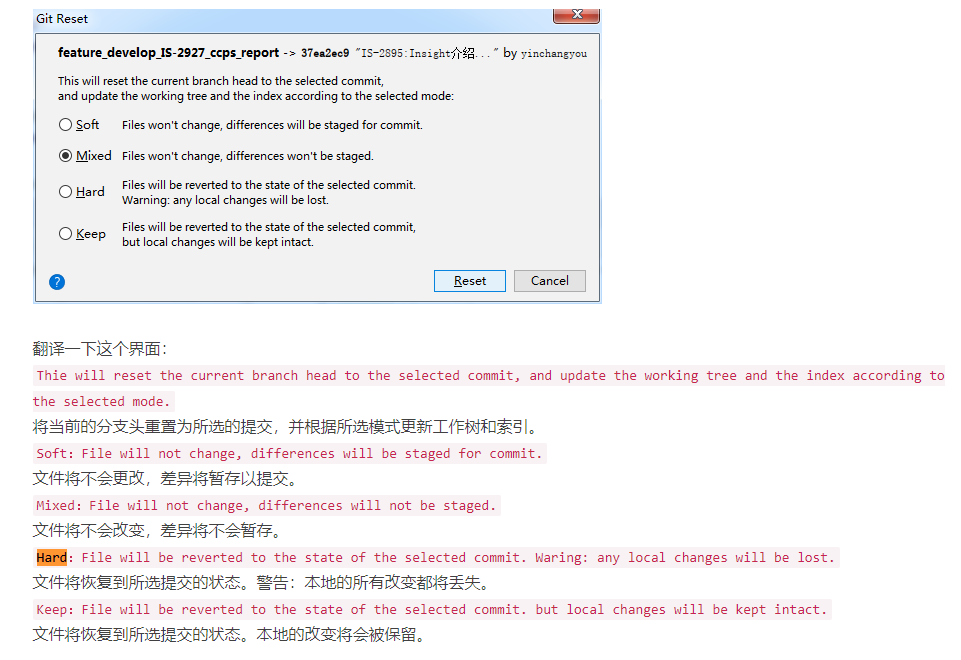 Git Reset
feature_develop_IS-2927_ccps_report -> 37ea2ec9 "IS-2895:Insight介绍..." by yinchangyou
This will reset the current branch head to the selected commit,
and update the working tree and the index according to the selected mode:
Soft Files won't change, differences will be staged for commit.
Mixed Files won't change, differences won't be staged.
Hard Files will be reverted to the state of the selected commit.
Warning: any local changes will be lost.
Keep Files will be reverted to the state of the selected commit,
but local changes will be kept intact.
?
Reset Cancel
翻译一下这个界面：
Thie will reset the current branch head to the selected commit, and update the working tree and the index according to
the selected mode.
将当前的分支头重置为所选的提交，并根据所选模式更新工作树和索引。
Soft：File will not change, differences will be staged for commit.
文件将不会更改，差异将暂存以提交。
Mixed：File will not change, differences will not be staged.
文件将不会改变，差异将不会暂存。
Hard：File will be reverted to the state of the selected commit. Waring: any local changes will be lost.
文件将恢复到所选提交的状态。警告：本地的所有改变都将丢失。
Keep：File will be reverted to the state of the selected commit. but local changes will be kept intact.
文件将恢复到所选提交的状态。本地的改变将会被保留。